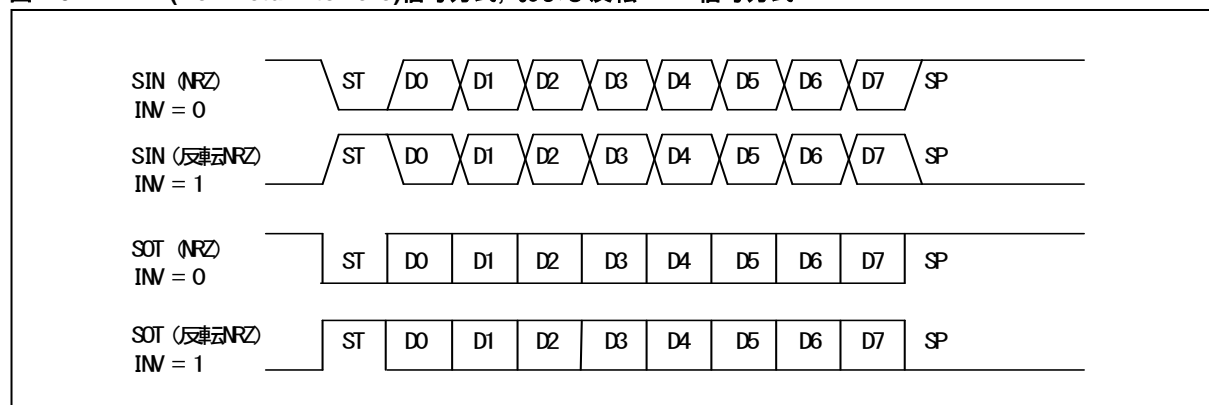 SIN (NRZ)
INV = 0
ST D0 D1 D2 D3 D4 D5 D6 D7 SP
SIN (反転NRZ)
INV = 1
ST D0 D1 D2 D3 D4 D5 D6 D7 SP
SOT (NRZ)
INV = 0
ST D0 D1 D2 D3 D4 D5 D6 D7 SP
SOT (反転NRZ)
INV = 1
ST D0 D1 D2 D3 D4 D5 D6 D7 SP